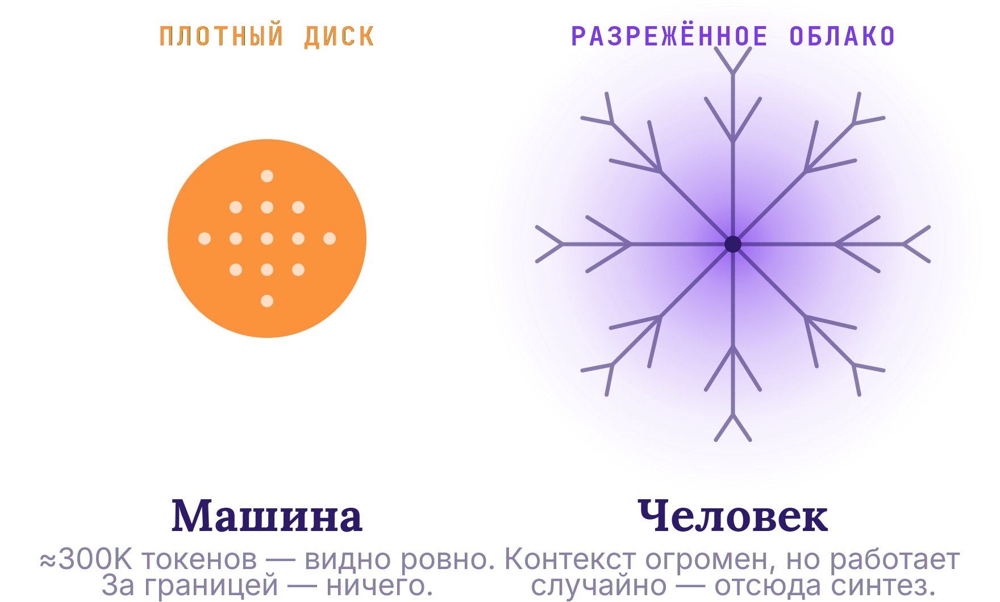 ПЛОТНЫЙ ДИСК
РАЗРЕЖЁННОЕ ОБЛАКО
Машина
≈300K токенов — видно ровно.
За границей — ничего.
Человек
Контекст огромен, но работает
случайно — отсюда синтез.